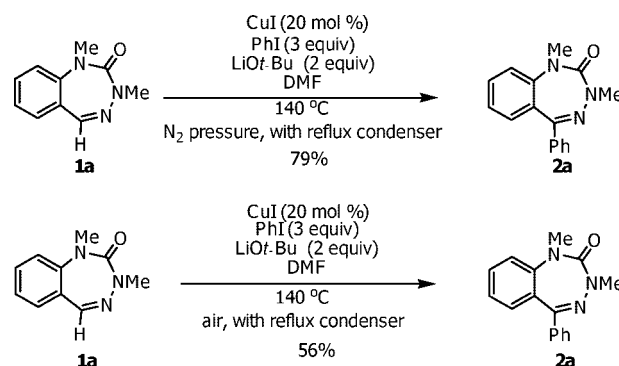 CuI (20 mol %)
PhI (3 equiv)
LiOt-Bu (2 equiv)
DMF
140 °C
N2 pressure, with reflux condenser
79%
Me
N
O
NMe
N
H
1a
Me
N
O
NMe
N
Ph
2a
CuI (20 mol %)
PhI (3 equiv)
LiOt-Bu (2 equiv)
DMF
140 °C
air, with reflux condenser
56%
Me
N
O
NMe
N
H
1a
Me
N
O
NMe
N
Ph
2a